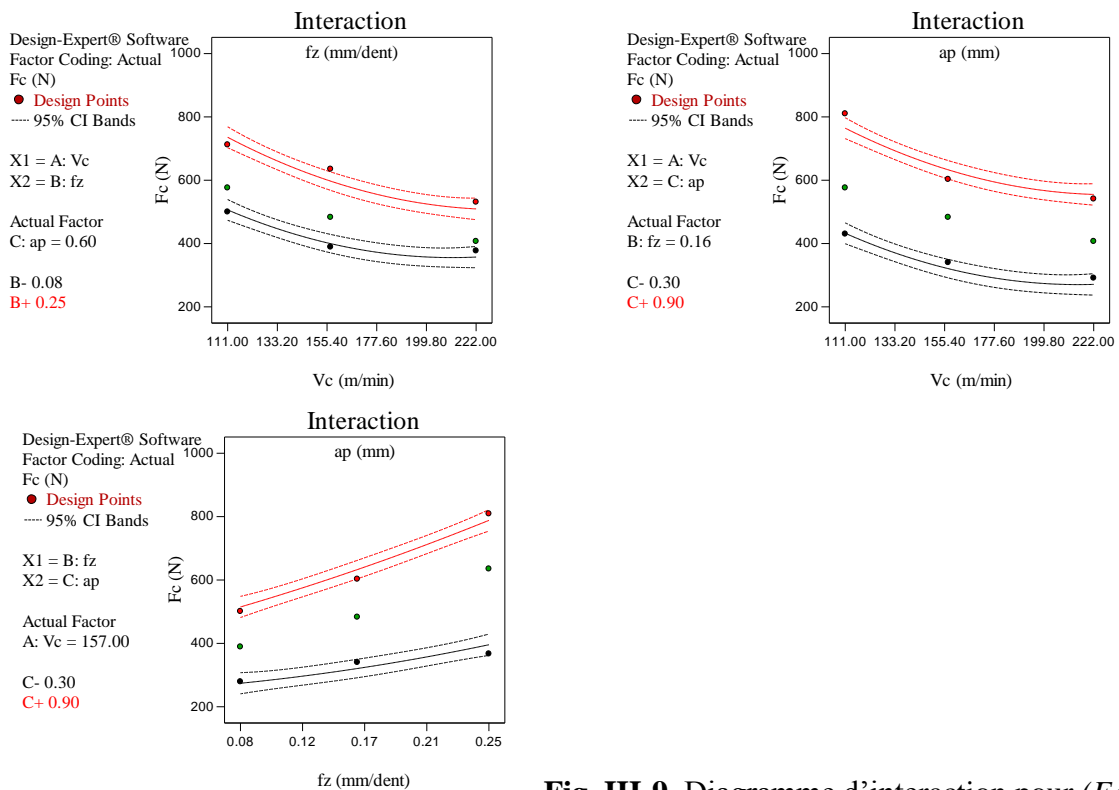 Interaction
Design-Expert® Software
Factor Coding: Actual
Fc (N)
Design Points
95% CI Bands
X1 = A: Vc
X2 = B: fz
Actual Factor
C: ap = 0.60
B- 0.08
B+ 0.25
fz (mm/dent)
1000
800
600
400
200
Fc (N)
111.00 133.20 155.40 177.60 199.80 222.00
Vc (m/min)
Interaction
Design-Expert® Software
Factor Coding: Actual
Fc (N)
Design Points
95% CI Bands
X1 = A: Vc
X2 = C: ap
Actual Factor
B: fz = 0.16
C- 0.30
C+ 0.90
ap (mm)
1000
800
600
400
200
Fc (N)
111.00 133.20 155.40 177.60 199.80 222.00
Vc (m/min)
Interaction
Design-Expert® Software
Factor Coding: Actual
Fc (N)
Design Points
95% CI Bands
X1 = B: fz
X2 = C: ap
Actual Factor
A: Vc = 157.00
C- 0.30
C+ 0.90
ap (mm)
1000
800
600
400
200
Fc (N)
0.08 0.12 0.17 0.21 0.25
fz (mm/dent)
Fig. III-9. Diagramme d'interaction pour